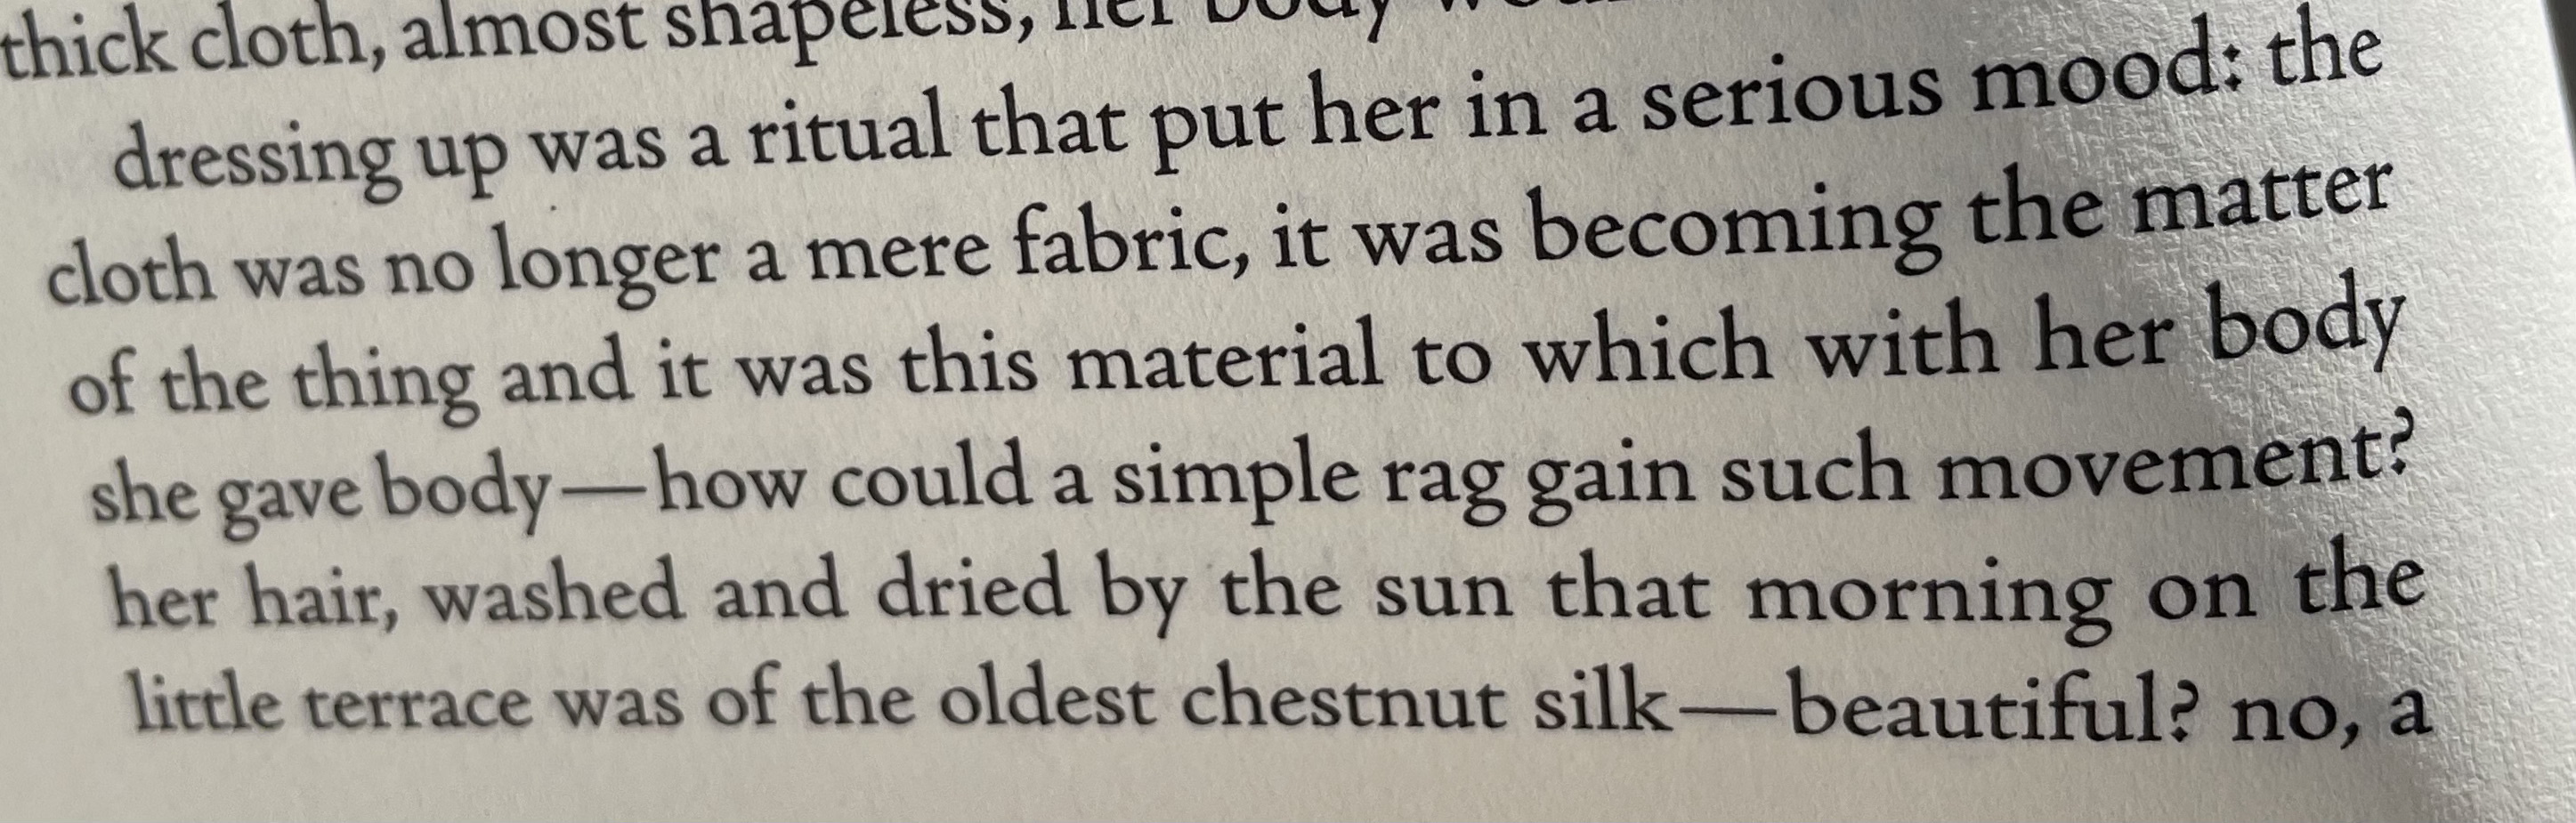 thick cloth, almost shapeless, her body
dressing up was a ritual that put her in a serious mood: the
cloth was no longer a mere fabric, it was becoming the matter
of the thing and it was this material to which with her body
she gave body—how could a simple rag gain such movement?
her hair, washed and dried by the sun that morning on the
little terrace was of the oldest chestnut silk—beautiful? no, a